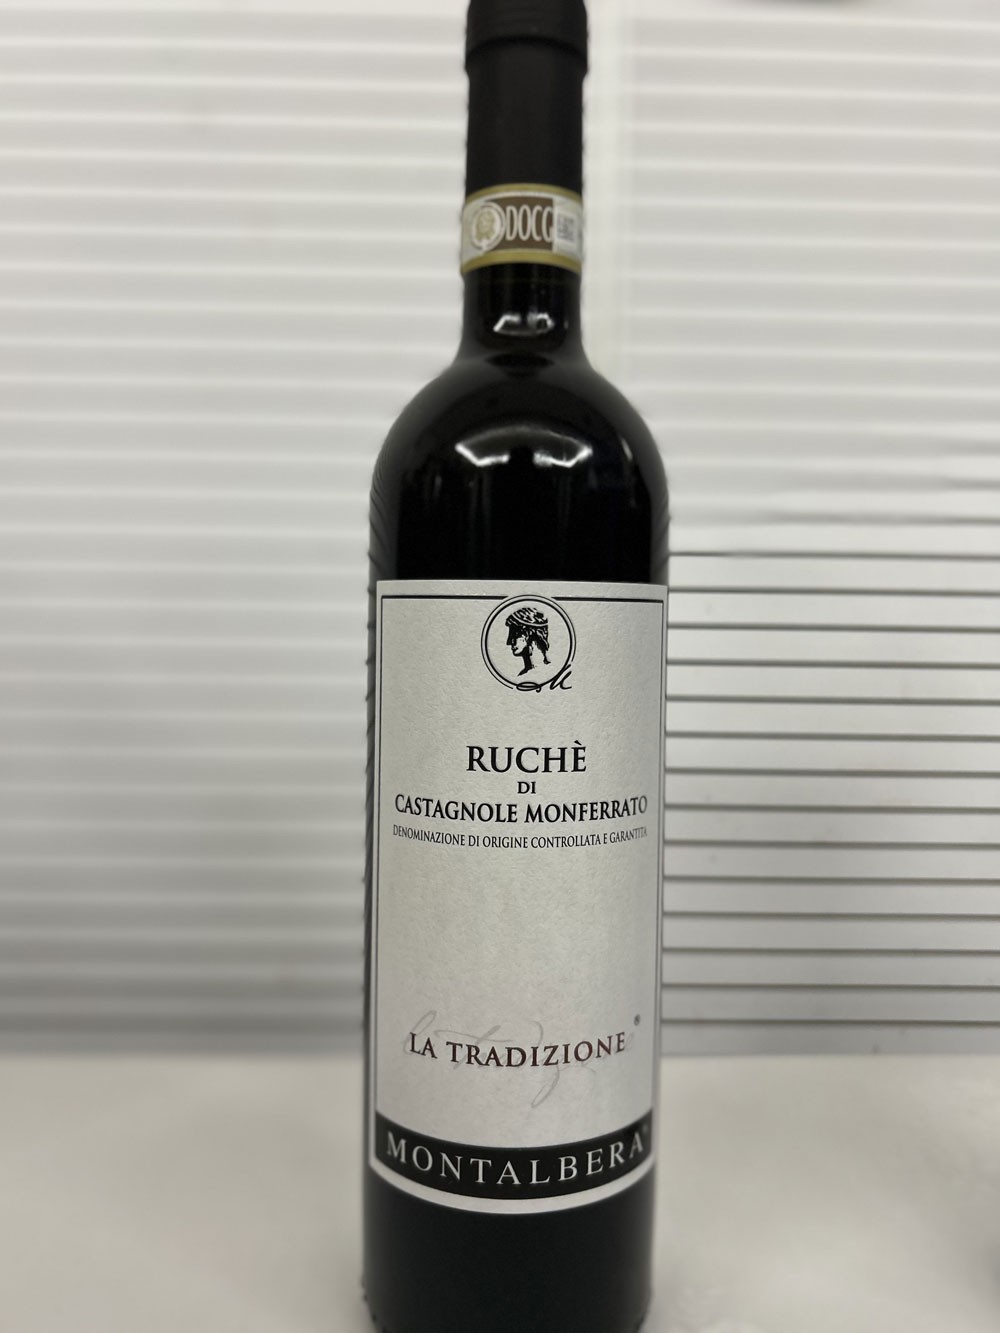 DOCG
RUCHÈ
DI
CASTAGNOLE MONFERRATO
DENOMINAZIONE DI ORIGINE CONTROLLATA E GARANTITA
LA TRADIZIONE ®
MONTALBERA®